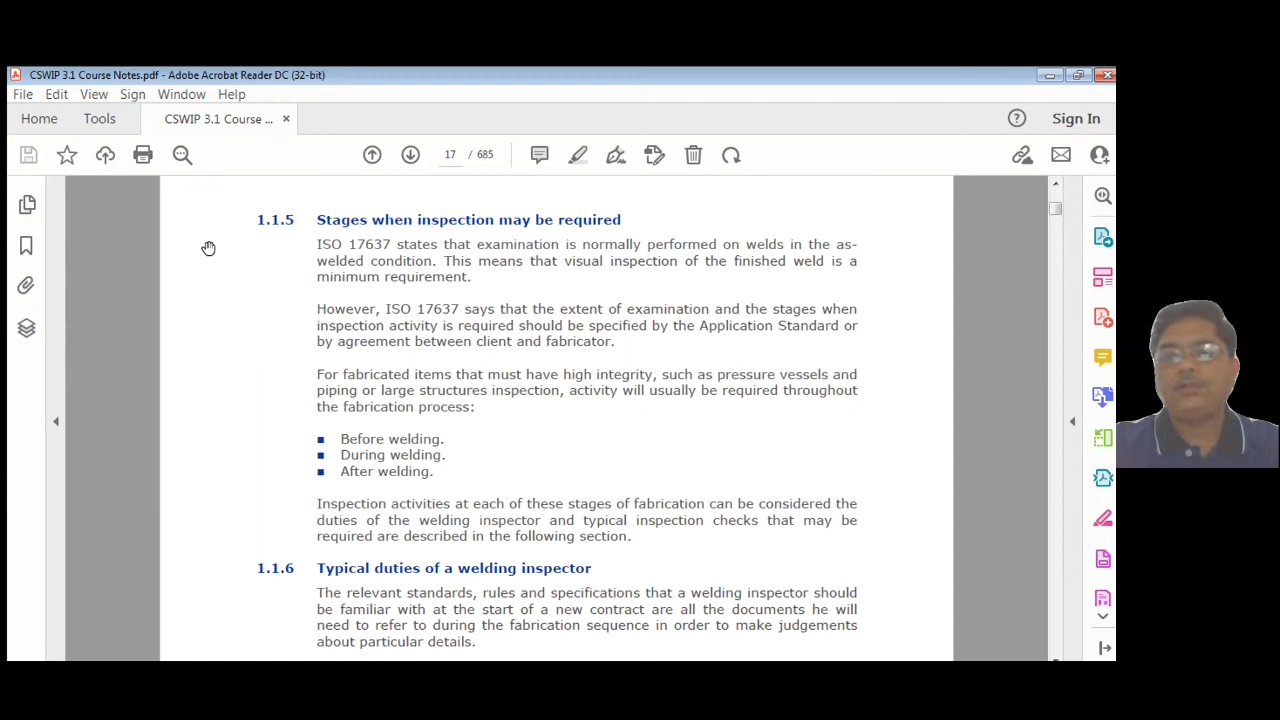 CSWIP 3.1 Course Notes.pdf - Adobe Acrobat Reader DC (32-bit)
File Edit View Sign Window Help
Home Tools CSWIP 3.1 Course ... × ? Sign In
17 / 685
1.1.5 Stages when inspection may be required
ISO 17637 states that examination is normally performed on welds in the as-
welded condition. This means that visual inspection of the finished weld is a
minimum requirement.
However, ISO 17637 says that the extent of examination and the stages when
inspection activity is required should be specified by the Application Standard or
by agreement between client and fabricator.
For fabricated items that must have high integrity, such as pressure vessels and
piping or large structures inspection, activity will usually be required throughout
the fabrication process:
■ Before welding.
■ During welding.
■ After welding.
Inspection activities at each of these stages of fabrication can be considered the
duties of the welding inspector and typical inspection checks that may be
required are described in the following section.
1.1.6 Typical duties of a welding inspector
The relevant standards, rules and specifications that a welding inspector should
be familiar with at the start of a new contract are all the documents he will
need to refer to during the fabrication sequence in order to make judgements
about particular details.